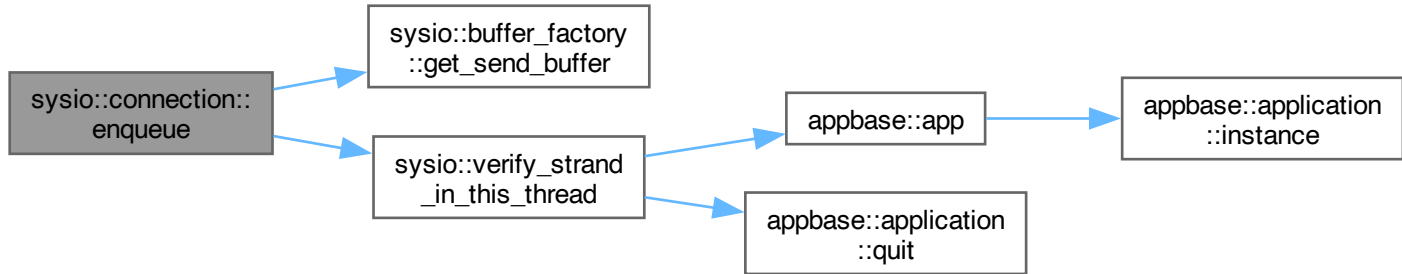 sysio::connection::
enqueue
sysio::buffer_factory
::get_send_buffer
sysio::verify_strand
_in_this_thread
appbase::app
appbase::application
::quit
appbase::application
::instance